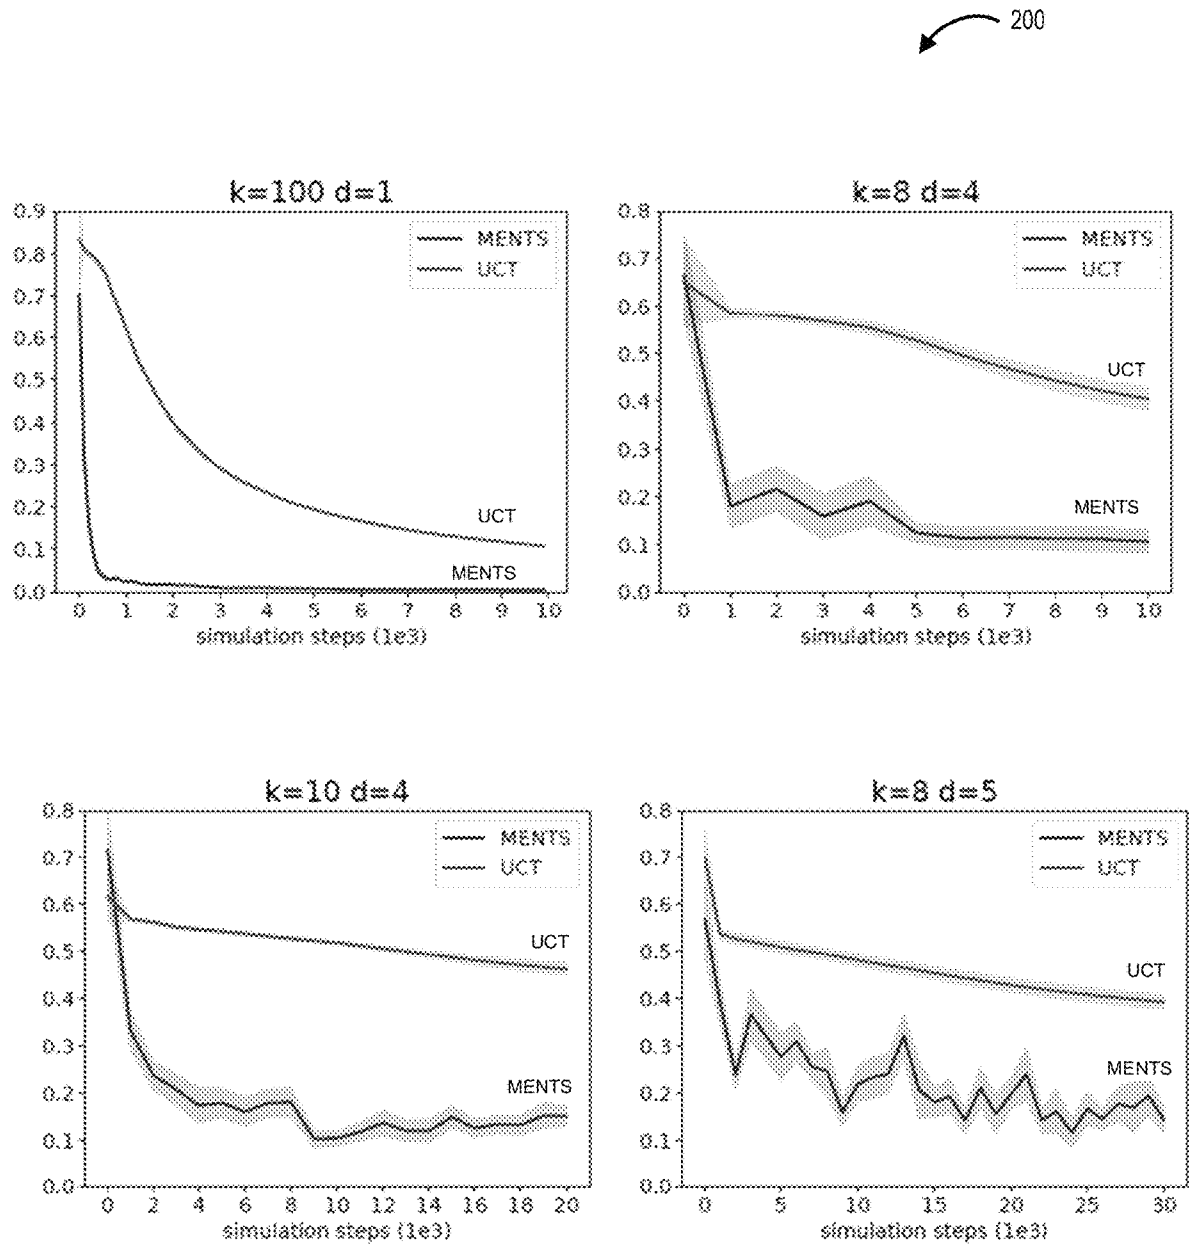 200
k=100 d=1
0.9
0.8
0.7
0.6
0.5
0.4
0.3
0.2
0.1
0.0
MENTS
UCT
UCT
MENTS
0 1 2 3 4 5 6 7 8 9 10
simulation steps (1e3)
k=8 d=4
0.8
0.7
0.6
0.5
0.4
0.3
0.2
0.1
0.0
MENTS
UCT
UCT
MENTS
0 1 2 3 4 5 6 7 8 9 10
simulation steps (1e3)
k=10 d=4
0.8
0.7
0.6
0.5
0.4
0.3
0.2
0.1
0.0
MENTS
UCT
UCT
MENTS
0 2 4 6 8 10 12 14 16 18 20
simulation steps (1e3)
k=8 d=5
0.8
0.7
0.6
0.5
0.4
0.3
0.2
0.1
0.0
MENTS
UCT
UCT
MENTS
0 5 10 15 20 25 30
simulation steps (1e3)